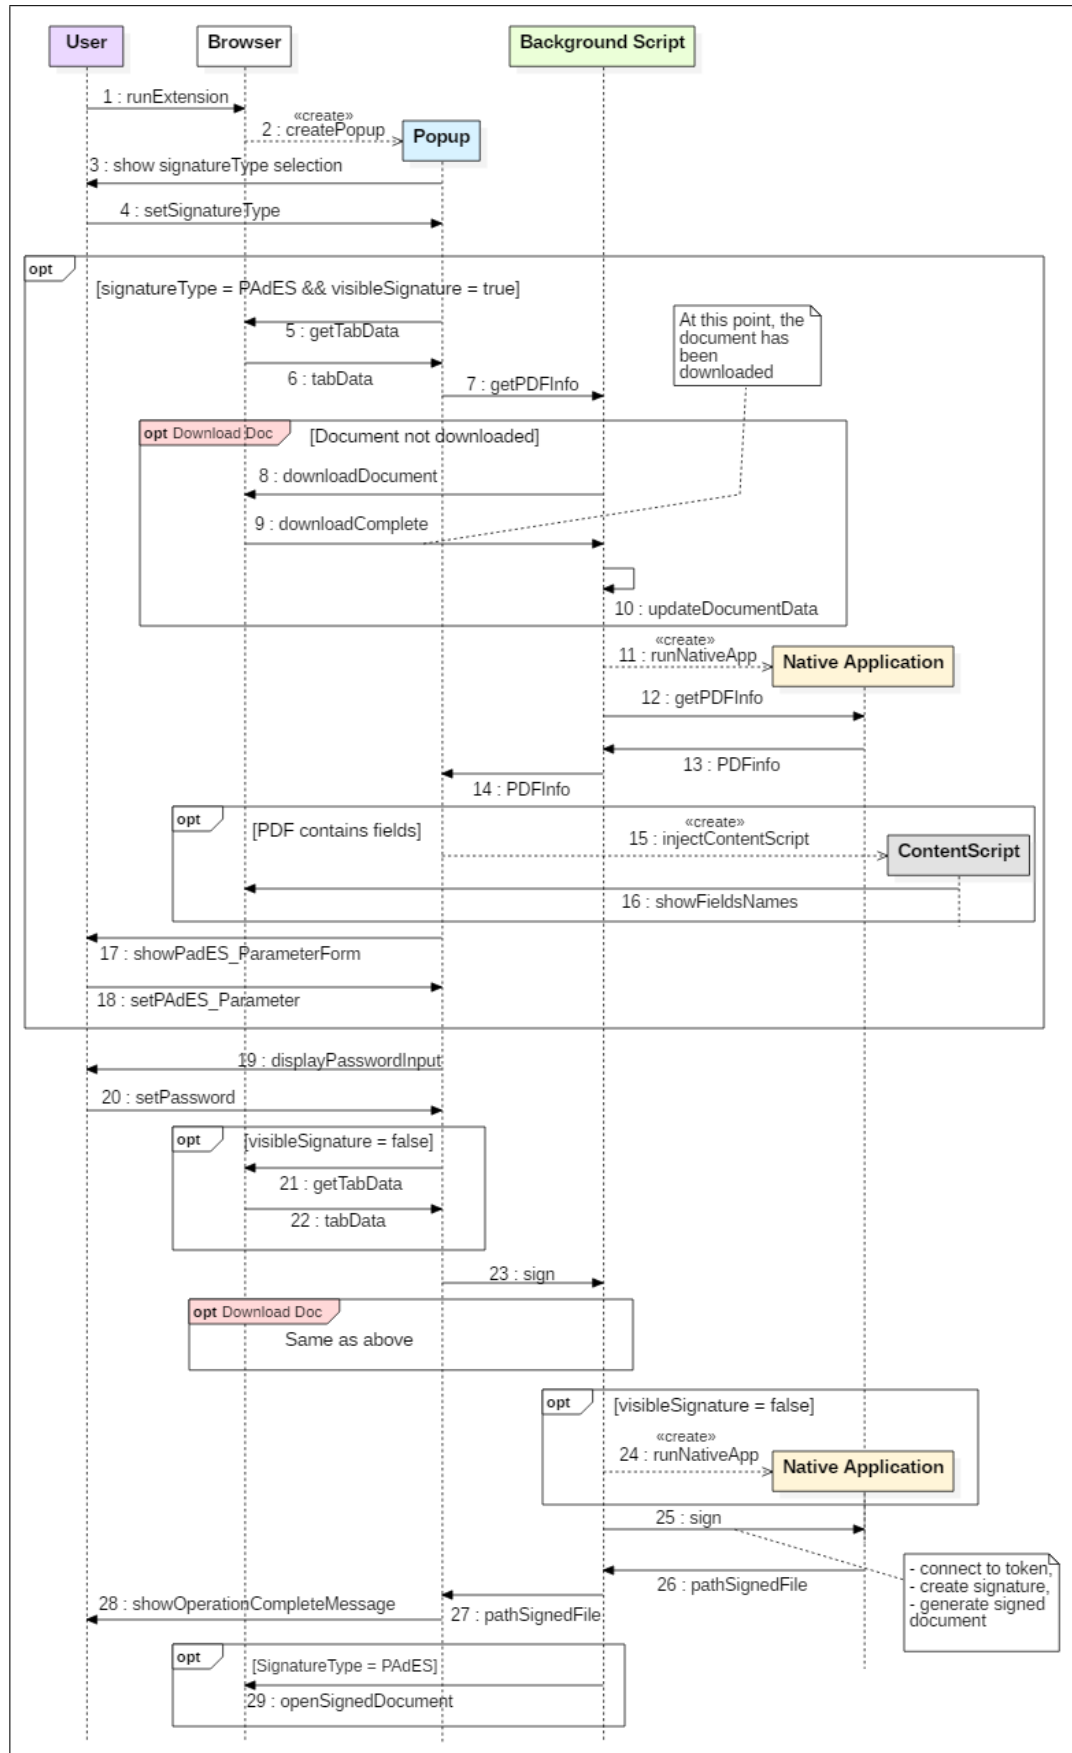 User
Browser
Background Script
1 : runExtension
«create»
2 : createPopup
Popup
3 : show signatureType selection
4 : setSignatureType
opt
[signatureType = PAdES && visibleSignature = true]
5 : getTabData
At this point, the
document has
been
downloaded
6 : tabData
7 : getPDFInfo
opt Download Doc
[Document not downloaded]
8 : downloadDocument
9 : downloadComplete
10 : updateDocumentData
«create»
11 : runNativeApp
Native Application
12 : getPDFInfo
13 : PDFinfo
14 : PDFInfo
opt
[PDF contains fields]
«create»
15 : injectContentScript
ContentScript
16 : showFieldsNames
17 : showPadES_ParameterForm
18 : setPAdES_Parameter
19 : displayPasswordInput
20 : setPassword
opt
[visibleSignature = false]
21 : getTabData
22 : tabData
23 : sign
opt Download Doc
Same as above
opt
[visibleSignature = false]
«create»
24 : runNativeApp
Native Application
25 : sign
- connect to token,
- create signature,
- generate signed
document
26 : pathSignedFile
27 : pathSignedFile
28 : showOperationCompleteMessage
opt
[SignatureType = PAdES]
29 : openSignedDocument